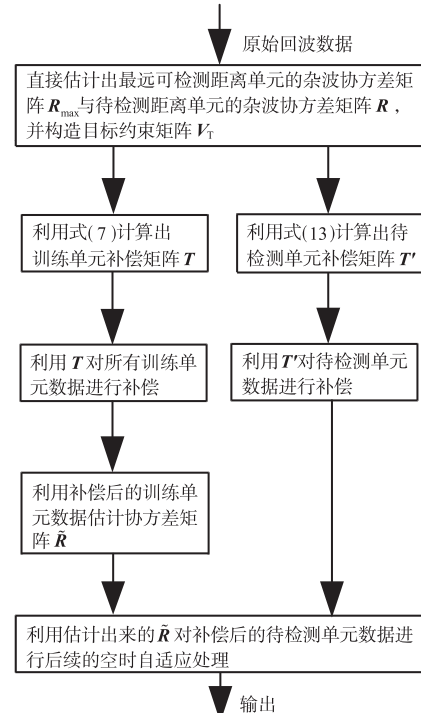 原始回波数据
直接估计出最远可检测距离单元的杂波协方差矩
阵 R_max 与待检测距离单元的杂波协方差矩阵 R ，
并构造目标约束矩阵 V_T
利用式( 7 )计算出
训练单元补偿矩阵 T
利用式(13)计算出待
检测单元补偿矩阵 T′
利用 T 对所有训练单
元数据进行补偿
利用T′对待检测单元
数据进行补偿
利用补偿后的训练单
元数据估计协方差矩
阵 R̃
利用估计出来的 R̃ 对补偿后的待检测单元数据进
行后续的空时自适应处理
输出